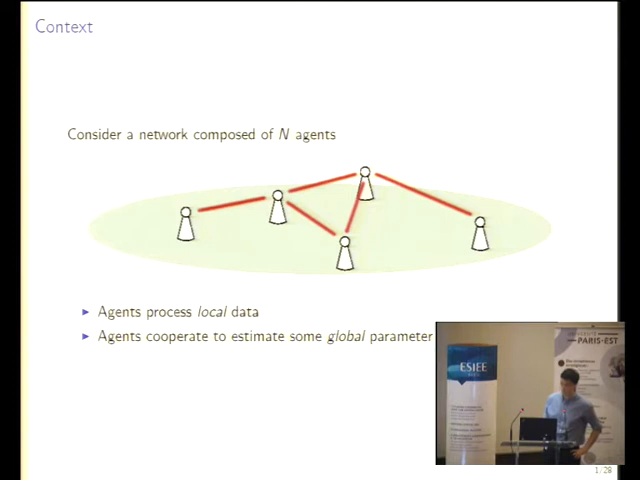 Context
Consider a network composed of N agents
► Agents process local data
► Agents cooperate to estimate some global parameter
ESIEE
PARIS-EST
1/28